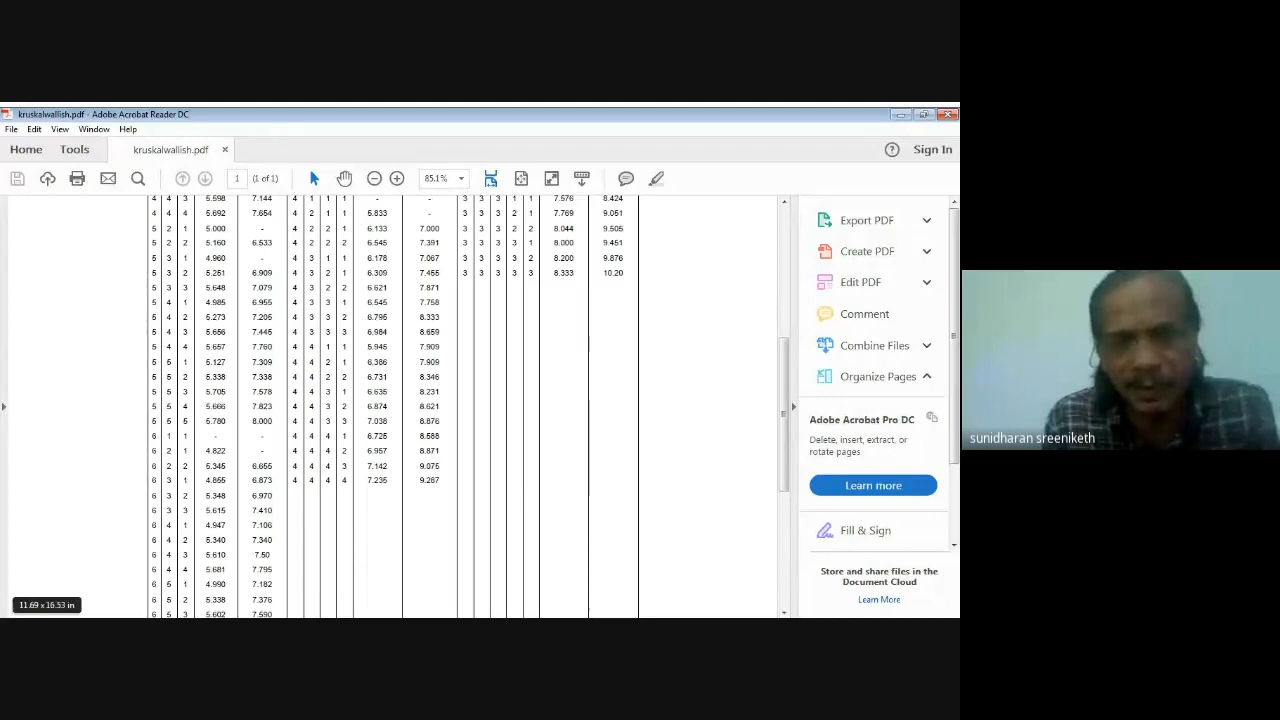 kruskalwallish.pdf - Adobe Acrobat Reader DC
File Edit View Window Help
Home Tools kruskalwallish.pdf × Sign In
1 (1 of 1) 85.1%
4 4 3 5.598 7.144 4 1 1 1 - - 3 3 3 1 1 7.576 8.424
4 4 3 5.692 7.654 4 2 1 1 5.833 - 3 3 3 2 1 7.769 9.051
5 2 1 5.000 - 4 2 2 1 6.133 7.000 3 3 3 2 2 8.044 9.505
5 2 2 5.160 6.533 4 2 2 2 6.545 7.391 3 3 3 3 1 8.000 9.451
5 3 1 4.960 - 4 3 1 1 6.178 7.067 3 3 3 3 2 8.200 9.876
5 3 2 5.251 6.909 4 3 2 1 6.309 7.455 3 3 3 3 3 8.333 10.20
5 3 3 5.648 7.079 4 3 2 2 6.621 7.871
5 4 1 4.985 6.955 4 3 3 1 6.545 7.758
5 4 2 5.273 7.205 4 3 3 2 6.795 8.333
5 4 3 5.656 7.445 4 3 3 3 6.984 8.659
5 4 4 5.657 7.760 4 4 1 1 5.945 7.909
5 5 1 5.127 7.309 4 4 2 1 6.386 7.909
5 5 2 5.338 7.338 4 4 2 2 6.731 8.346
5 5 3 5.705 7.578 4 4 3 1 6.635 8.231
5 5 4 5.666 7.823 4 4 3 2 6.874 8.621
5 5 5 5.780 8.000 4 4 3 3 7.038 8.876
6 1 1 - - 4 4 4 1 6.725 8.588
6 2 1 4.822 - 4 4 4 2 6.957 8.871
6 2 2 5.345 6.655 4 4 4 3 7.142 9.075
6 3 1 4.855 6.873 4 4 4 4 7.235 9.287
6 3 2 5.348 6.970
6 3 3 5.615 7.410
6 4 1 4.947 7.106
6 4 2 5.340 7.340
6 4 3 5.610 7.50
6 4 4 5.681 7.795
6 5 1 4.990 7.182
6 5 2 5.338 7.376
6 5 3 5.602 7.590
11.69 x 16.53 in
Export PDF
Create PDF
Edit PDF
Comment
Combine Files
Organize Pages
Adobe Acrobat Pro DC
Delete, insert, extract, or
rotate pages
Learn more
Fill & Sign
Store and share files in the
Document Cloud
Learn More
sunidharan sreeniketh